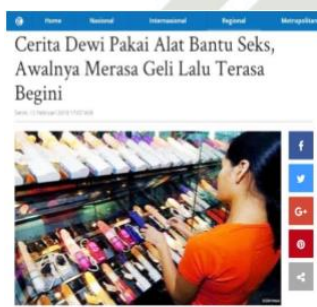 Home Nasional Internasional Regional Metropolitan
Cerita Dewi Pakai Alat Bantu Seks,
Awalnya Merasa Geli Lalu Terasa
Begini
f
G+